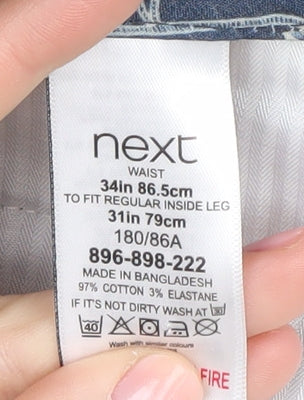 next
WAIST
34in 86.5cm
TO FIT REGULAR INSIDE LEG
31in 79cm
180/86A
896-898-222
MADE IN BANGLADESH
97% COTTON 3% ELASTANE
IF IT'S NOT DIRTY WASH AT 30
40
Wash with similar colours
FIRE